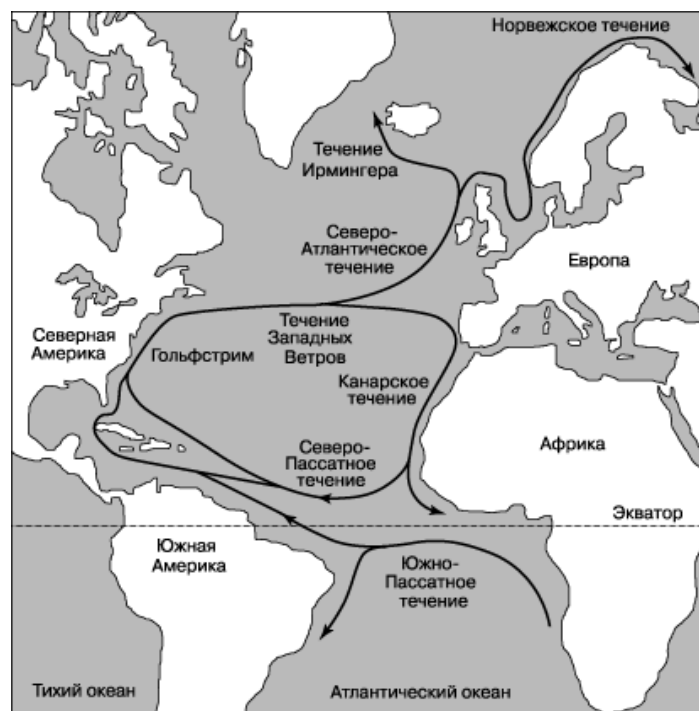 Норвежское течение
Течение
Ирмингера
Северо-
Атлантическое
течение
Европа
Северная
Америка
Гольфстрим
Течение
Западных
Ветров
Канарское
течение
Северо-
Пассатное
течение
Африка
Экватор
Южная
Америка
Южно-
Пассатное
течение
Тихий океан
Атлантический океан